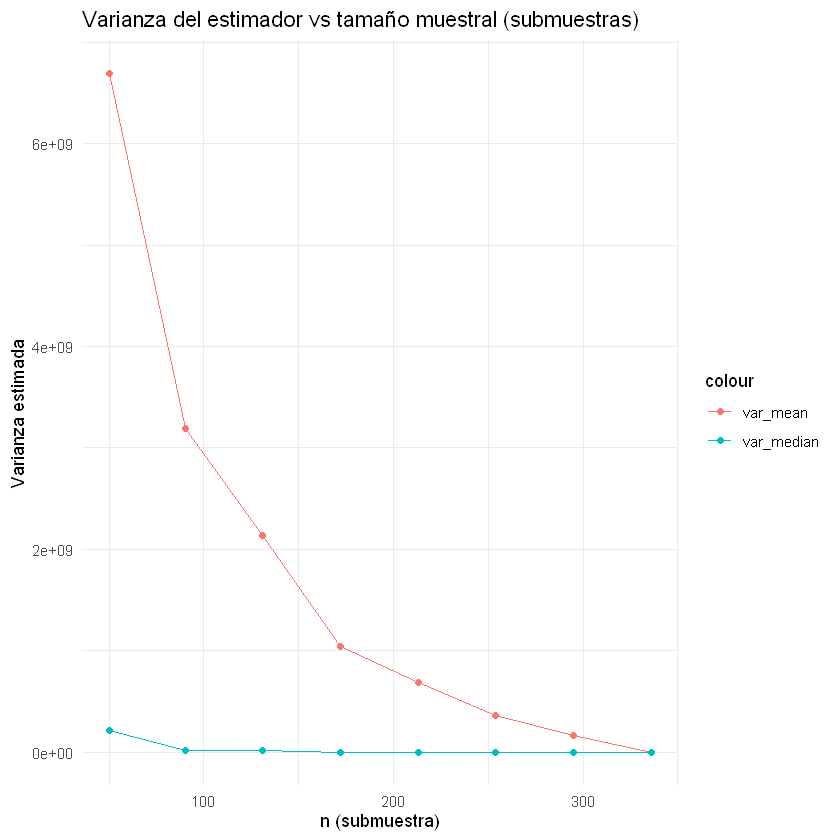 Varianza del estimador vs tamaño muestral (submuestras)
Varianza estimada
6e+09
4e+09
2e+09
0e+00
100
200
300
n (submuestra)
colour
var_mean
var_median